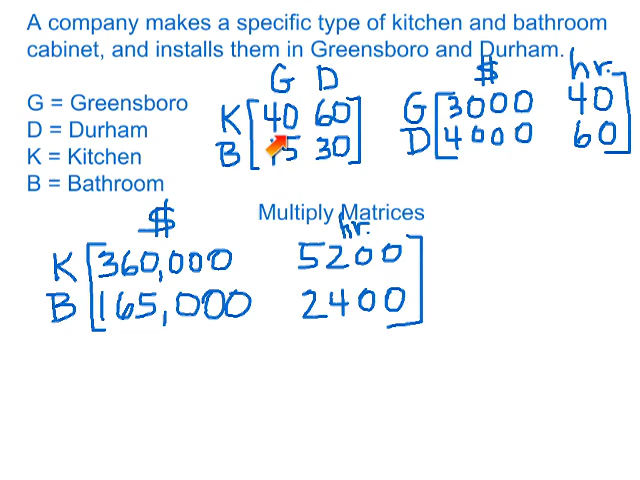 A company makes a specific type of kitchen and bathroom
cabinet, and installs them in Greensboro and Durham.
G = Greensboro
D = Durham
K = Kitchen
B = Bathroom
G D
K 40 60
B 15 30
$ hr.
G 3000 40
D 4000 60
Multiply Matrices
$ hr.
K 360,000 5200
B 165,000 2400